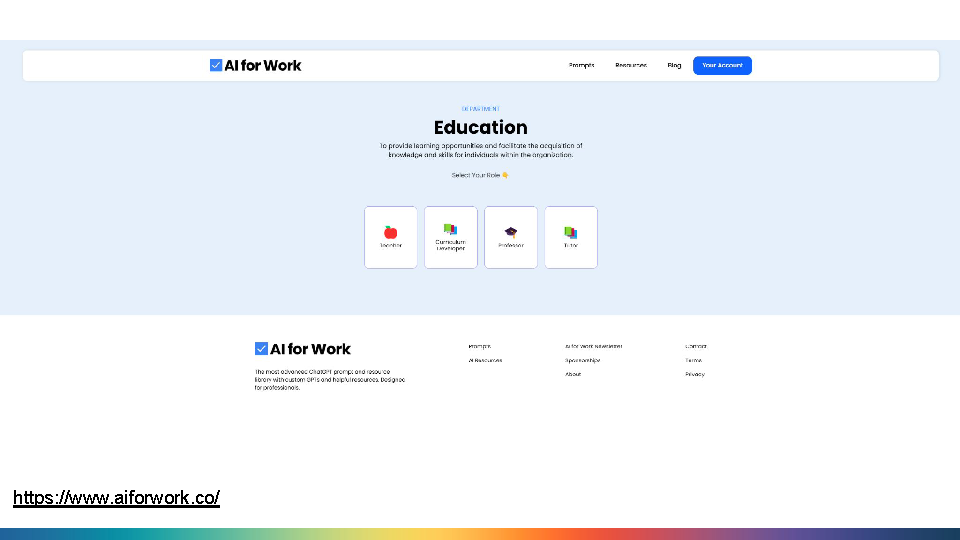 AI for Work
Prompts
Resources
Blog
Your Account
DEPARTMENT
Education
To provide learning opportunities and facilitate the acquisition of
knowledge and skills for individuals within the organization.
Select Your Role 👇
Teacher
Curriculum
Developer
Professor
Tutor
AI for Work
The most advanced ChatGPT prompt and resource
library with custom GPTs and helpful resources. Designed
for professionals.
Prompts
AI Resources
AI for Work Newsletter
Sponsorships
About
Contact
Terms
Privacy
https://www.aiforwork.co/